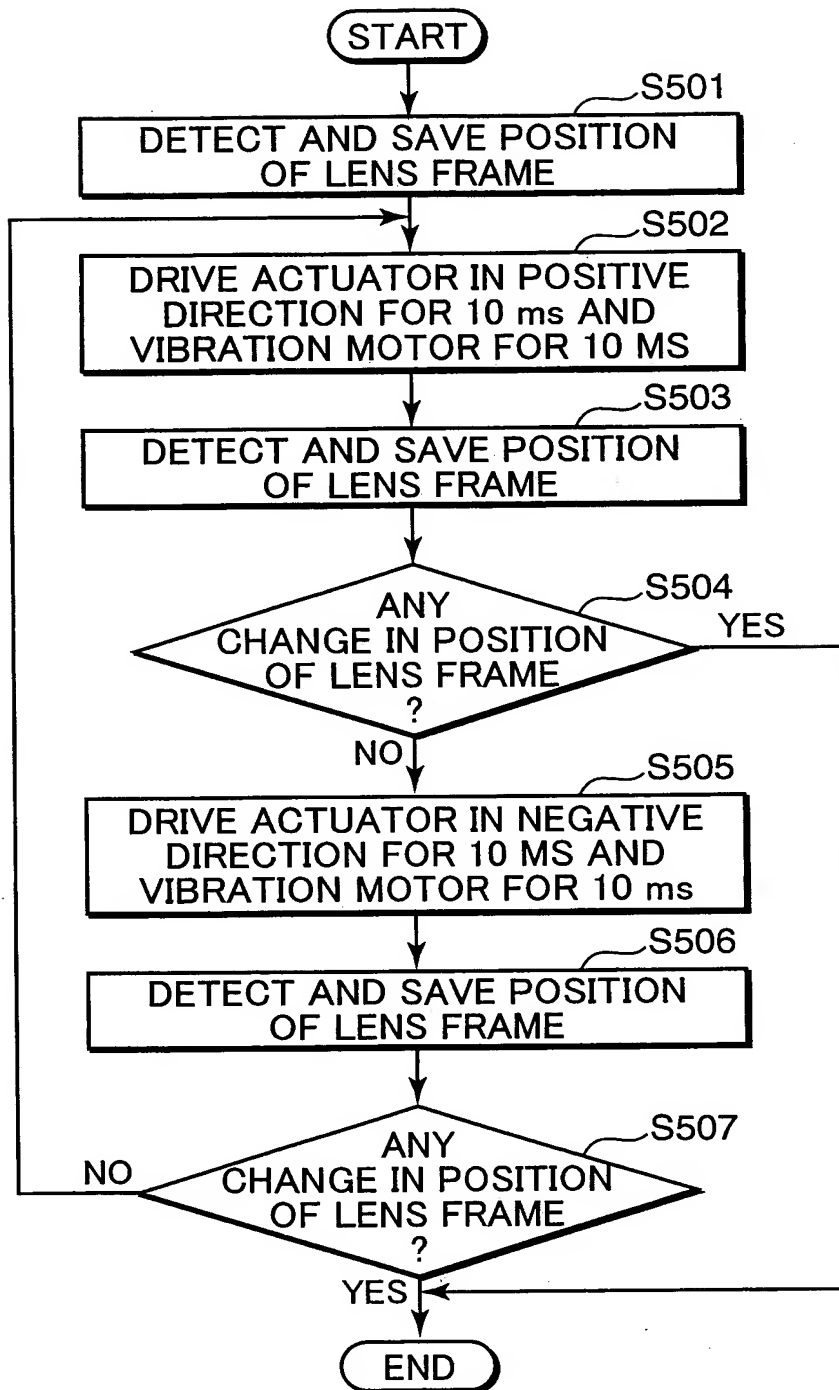 START
S501
DETECT AND SAVE POSITION
OF LENS FRAME
S502
DRIVE ACTUATOR IN POSITIVE
DIRECTION FOR 10 ms AND
VIBRATION MOTOR FOR 10 MS
S503
DETECT AND SAVE POSITION
OF LENS FRAME
S504
ANY
CHANGE IN POSITION
OF LENS FRAME
?
YES
NO
S505
DRIVE ACTUATOR IN NEGATIVE
DIRECTION FOR 10 MS AND
VIBRATION MOTOR FOR 10 ms
S506
DETECT AND SAVE POSITION
OF LENS FRAME
S507
ANY
CHANGE IN POSITION
OF LENS FRAME
?
NO
YES
END